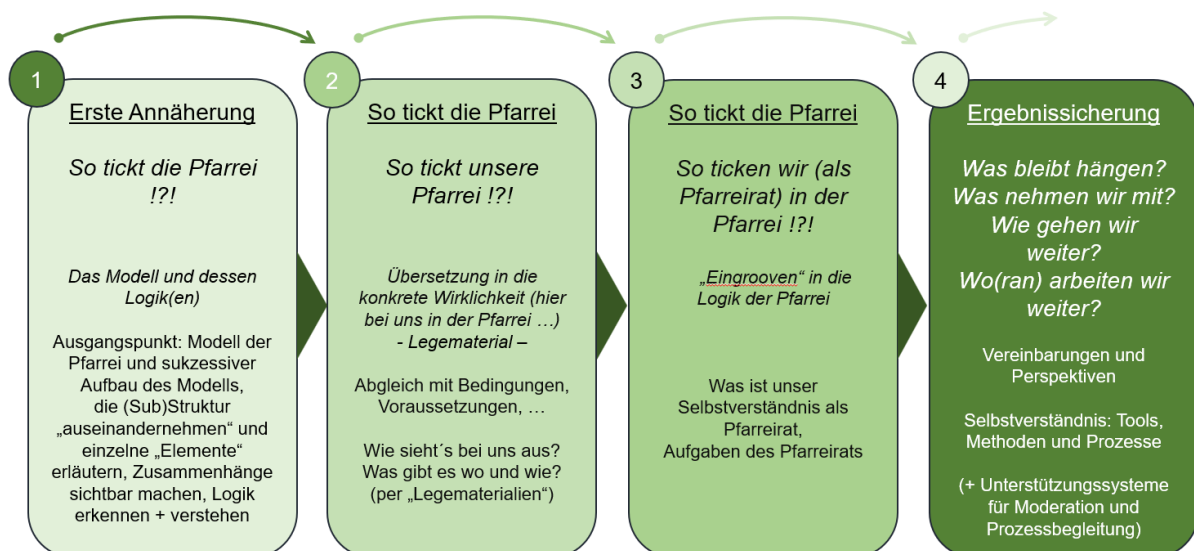 1
Erste Annäherung
So tickt die Pfarrei
!?!
Das Modell und dessen
Logik(en)
Ausgangspunkt: Modell der
Pfarrei und sukzessiver
Aufbau des Modells,
die (Sub)Struktur
„auseinandernehmen“ und
einzelne „Elemente“
erläutern, Zusammenhänge
sichtbar machen, Logik
erkennen + verstehen
2
So tickt die Pfarrei
So tickt unsere
Pfarrei !?!
Übersetzung in die
konkrete Wirklichkeit (hier
bei uns in der Pfarrei …)
- Legematerial –
Abgleich mit Bedingungen,
Voraussetzungen, …
Wie sieht´s bei uns aus?
Was gibt es wo und wie?
(per „Legematerialien“)
3
So tickt die Pfarrei
So ticken wir (als
Pfarreirat) in der
Pfarrei !?!
„Eingrooven“ in die
Logik der Pfarrei
Was ist unser
Selbstverständnis als
Pfarreirat,
Aufgaben des Pfarreirats
4
Ergebnissicherung
Was bleibt hängen?
Was nehmen wir mit?
Wie gehen wir
weiter?
Wo(ran) arbeiten wir
weiter?
Vereinbarungen und
Perspektiven
Selbstverständnis: Tools,
Methoden und Prozesse
(+ Unterstützungssysteme
für Moderation und
Prozessbegleitung)